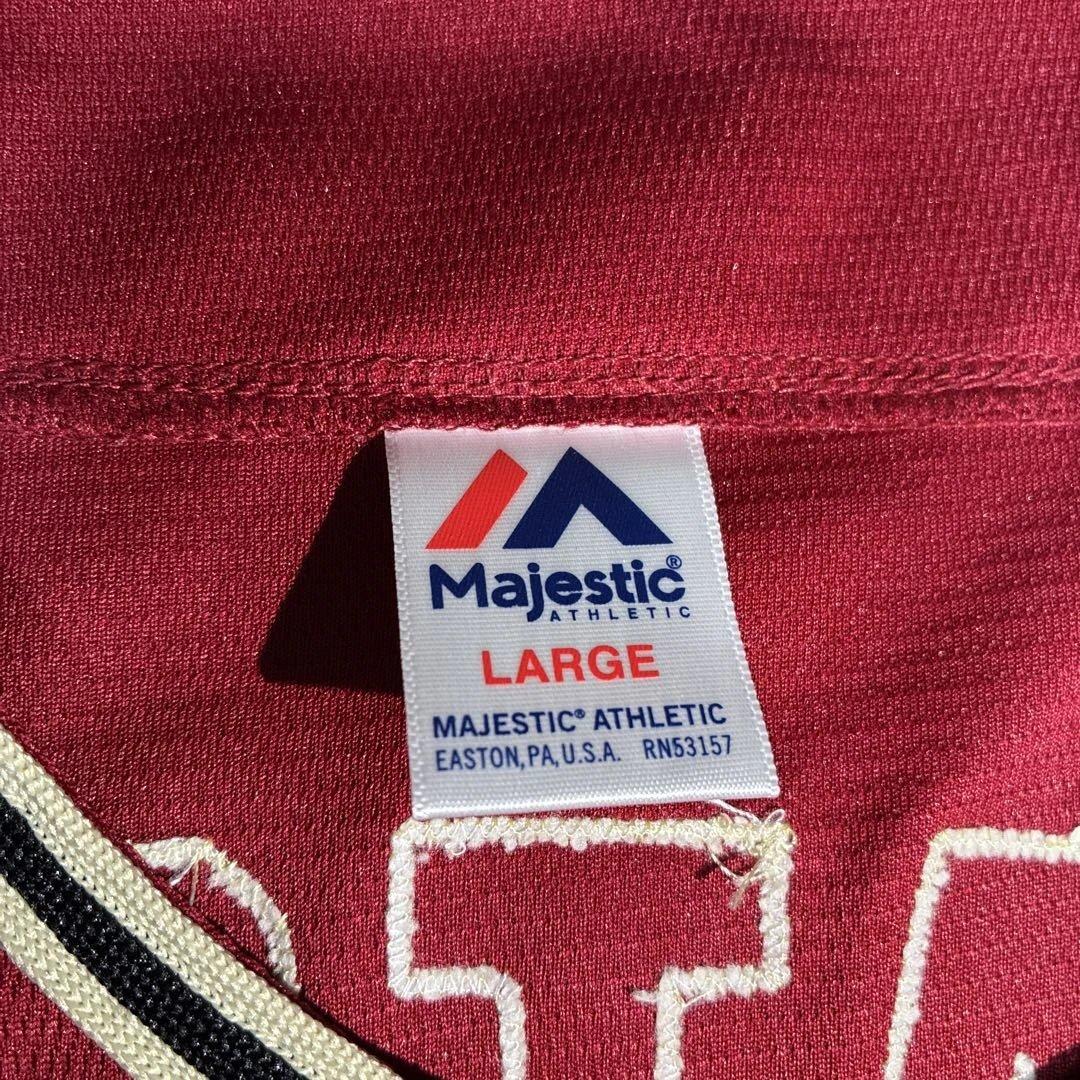 Majestic®
ATHLETIC
LARGE
MAJESTIC® ATHLETIC
EASTON, PA, U.S.A. RN53157